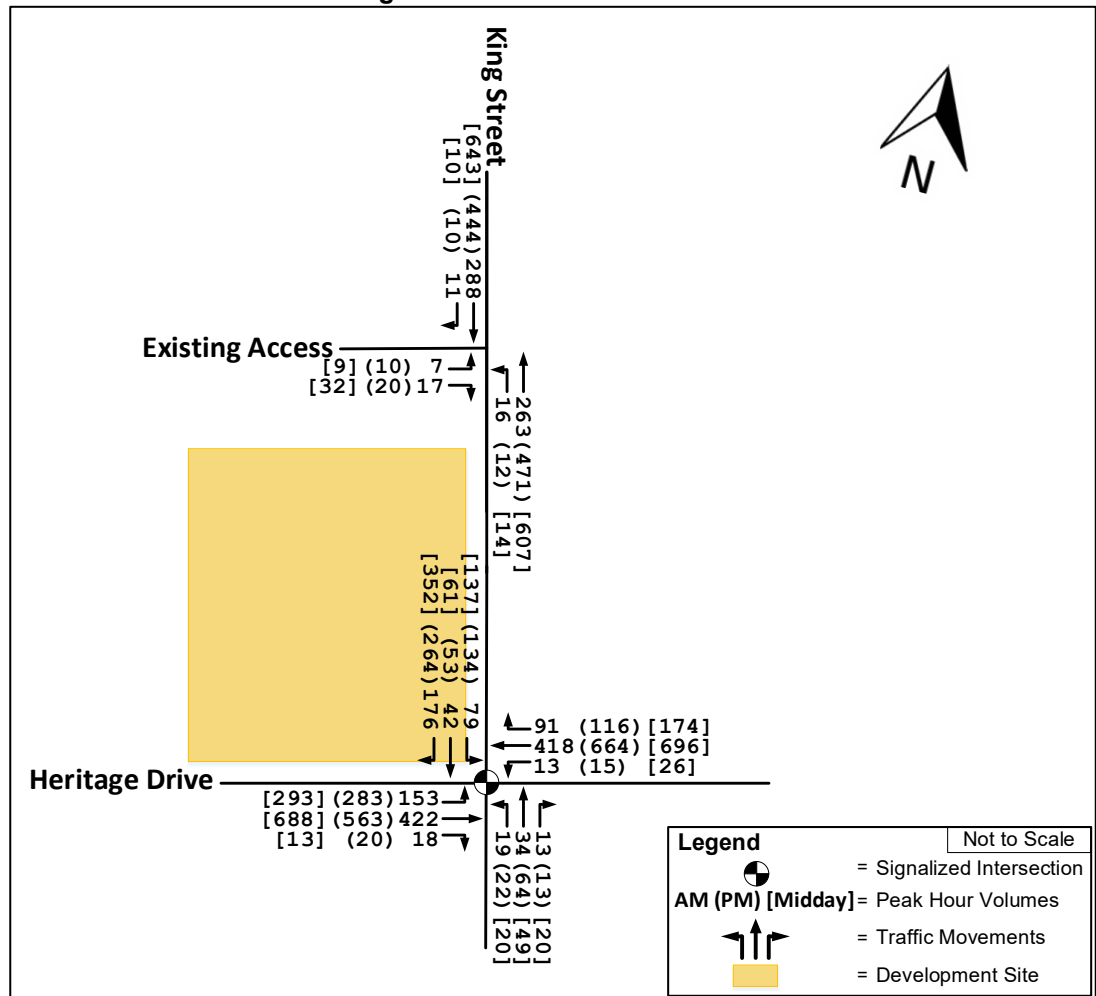 King Street
N
[643] (444) 288
[10] (10) 11
Existing Access
[9] (10) 7
[32] (20) 17
263 (471) [607]
16 (12) [14]
[137] (134) 79
[61] (53) 42
[352] (264) 176
91 (116) [174]
418 (664) [696]
13 (15) [26]
Heritage Drive
[293] (283) 153
[688] (563) 422
[13] (20) 18
13 (13) [20]
34 (64) [49]
19 (22) [20]
Legend
Not to Scale
= Signalized Intersection
AM (PM) [Midday] = Peak Hour Volumes
= Traffic Movements
= Development Site